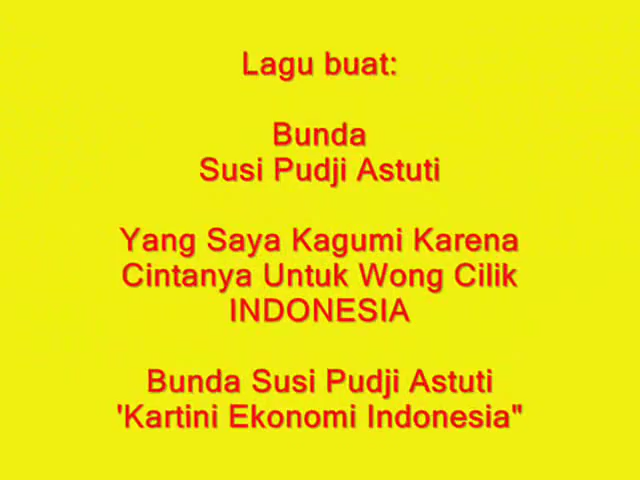 Lagu buat:
Bunda
Susi Pudji Astuti
Yang Saya Kagumi Karena
Cintanya Untuk Wong Cilik
INDONESIA
Bunda Susi Pudji Astuti
'Kartini Ekonomi Indonesia"